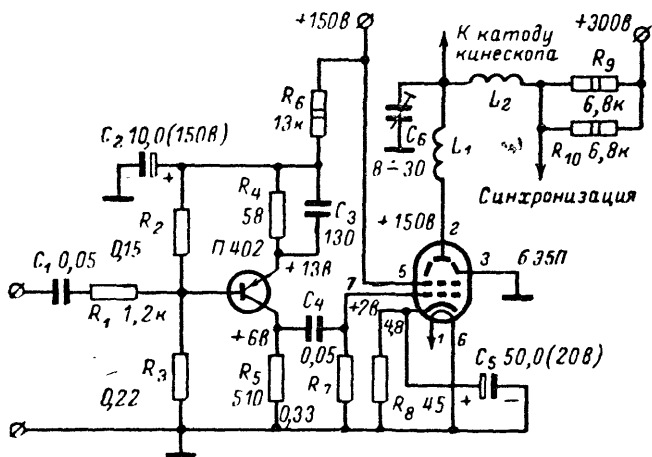 +150В
+300В
К катоду
кинескопа
R9
6,8к
R10 6,8к
L2
R6
13к
C6
8÷30
L1
Синхронизация
C2 10,0(150В)
+
R4
58
C3
130
R2
0,15
П402
+13В
+150В
2
3
6Э5П
5
7
C1 0,05
R1 1,2к
C4
0,05
+6В
+2В
4,8
1
6
C5 50,0(20В)
+ −
R3
0,22
R5
510
R7
0,33
R8 45